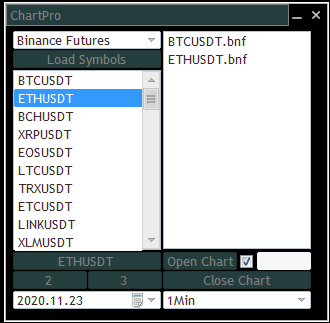 ChartPro
Binance Futures
Load Symbols
BTCUSDT
ETHUSDT
BCHUSDT
XRPUSDT
EOSUSDT
LTCUSDT
TRXUSDT
ETCUSDT
LINKUSDT
XLMUSDT
BTCUSDT.bnf
ETHUSDT.bnf
ETHUSDT
Open Chart
2
3
Close Chart
2020.11.23
1Min